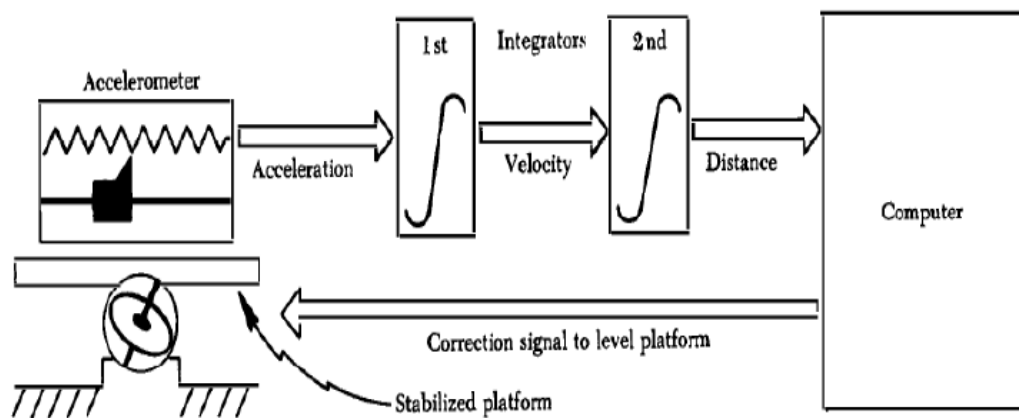 1st
Integrators
2nd
Accelerometer
Acceleration
Velocity
Distance
Computer
Correction signal to level platform
Stabilized platform